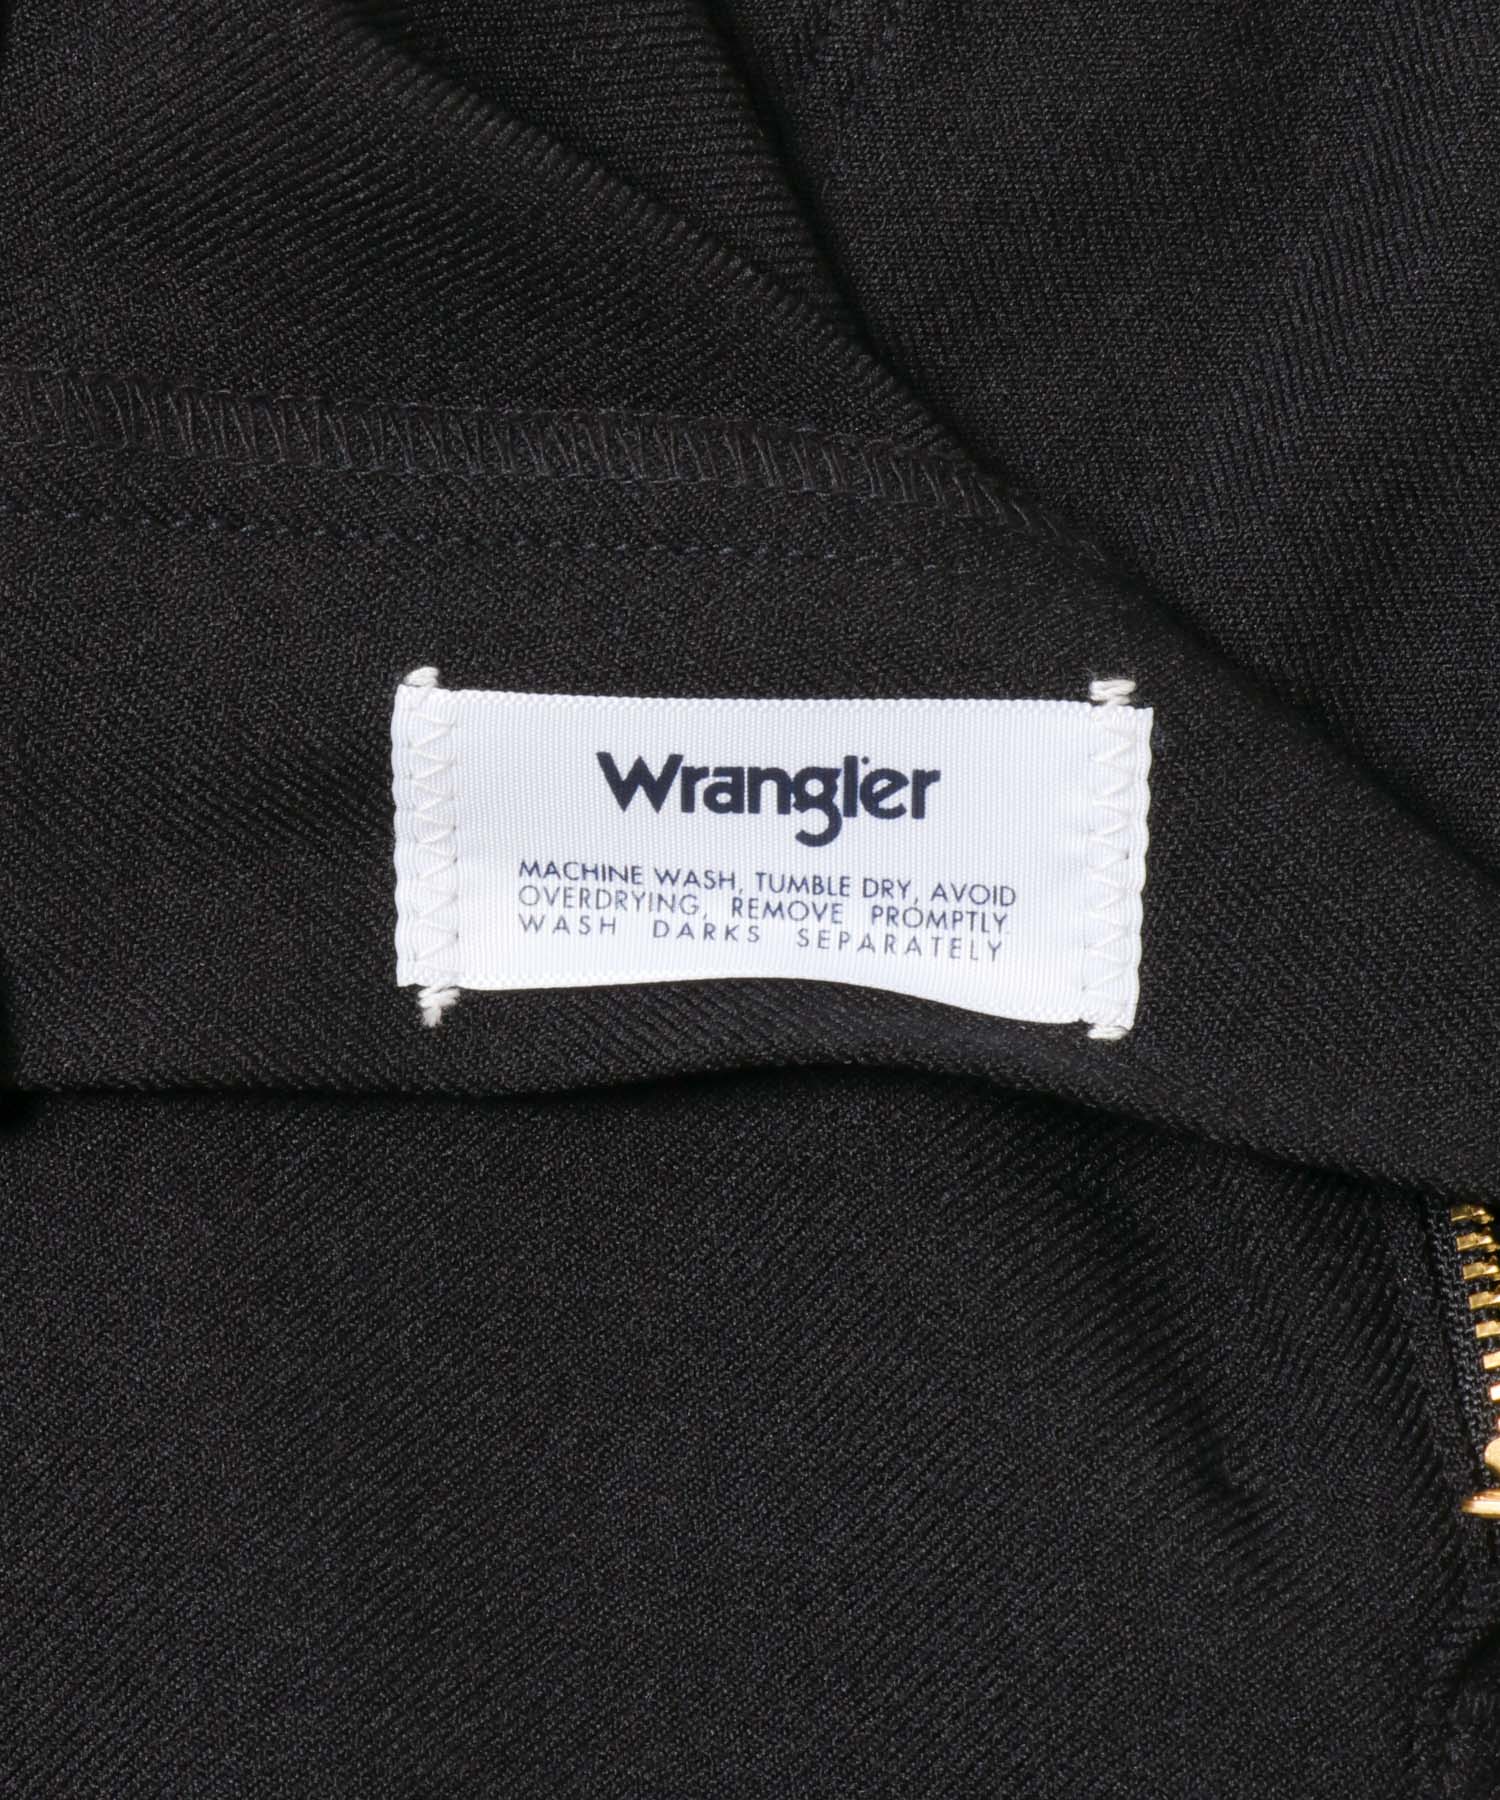 Wrangler
MACHINE WASH, TUMBLE DRY, AVOID
OVERDRYING, REMOVE PROMPTLY.
WASH DARKS SEPARATELY